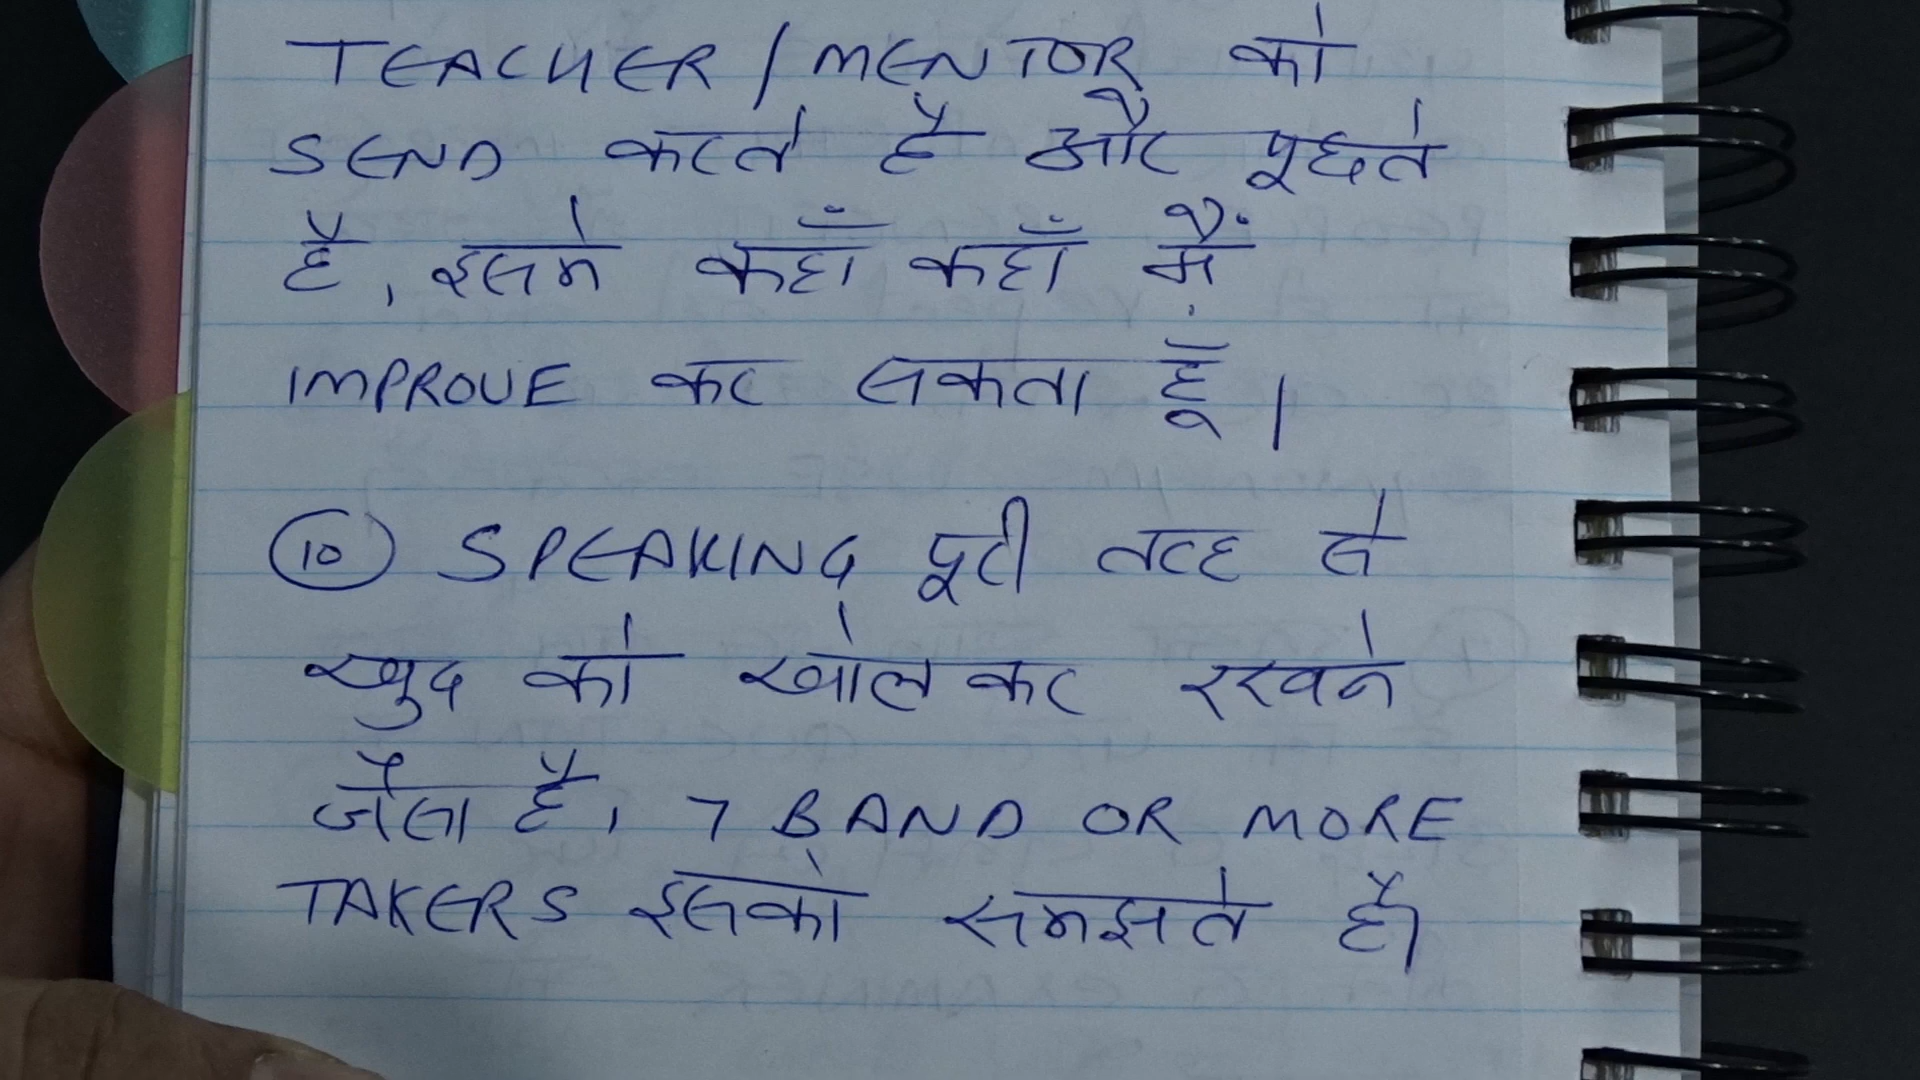 TEACHER / MENTOR को
SEND करते है और पूछते
है, इसमे कहाँ कहाँ मैं
IMPROVE कर सकता हूँ।
10 SPEAKING पूरी तरह से
खुद को खोलकर रखने
जैसा है, 7 BAND OR MORE
TAKERS इसको समझते है।